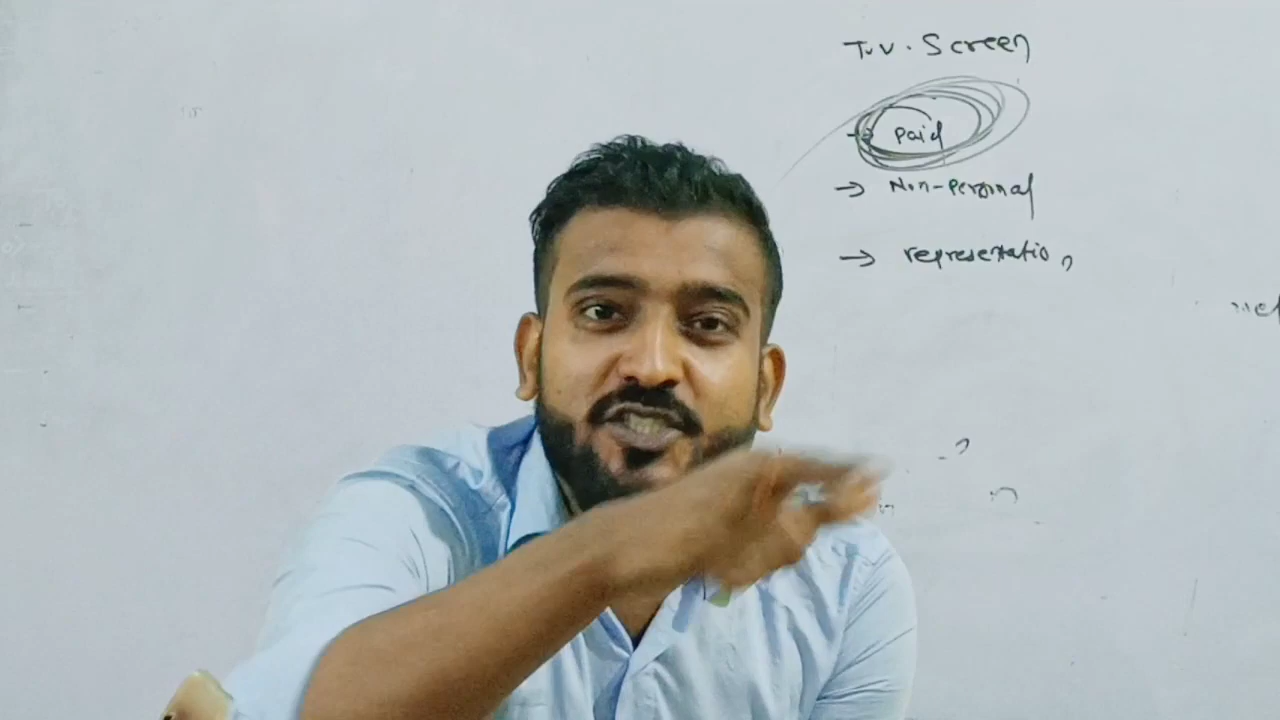 T.V. Screen
→ Paid
→ Non-personal
→ representation